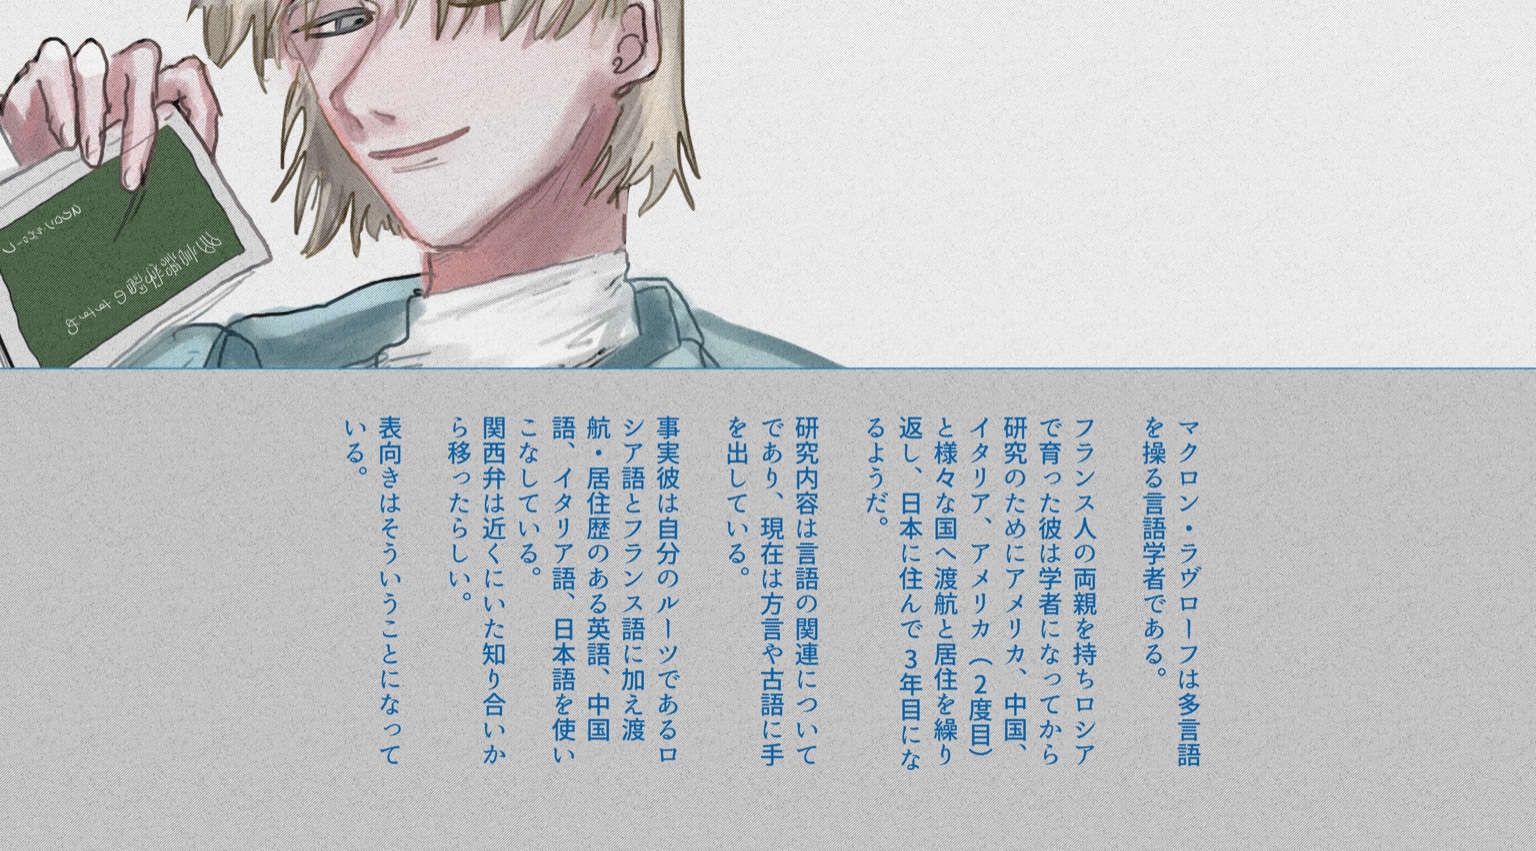 マクロン・ラヴローフは多言語
を操る言語学者である。
フランス人の両親を持ちロシア
で育った彼は学者になってから
研究のためにアメリカ、中国、
イタリア、アメリカ（2度目）
と様々な国へ渡航と居住を繰り
返し、日本に住んで3年目にな
るようだ。
研究内容は言語の関連について
であり、現在は方言や古語に手
を出している。
事実彼は自分のルーツであるロ
シア語とフランス語に加え渡
航・居住歴のある英語、中国
語、イタリア語、日本語を使い
こなしている。
関西弁は近くにいた知り合いか
ら移ったらしい。
表向きはそういうことになって
いる。